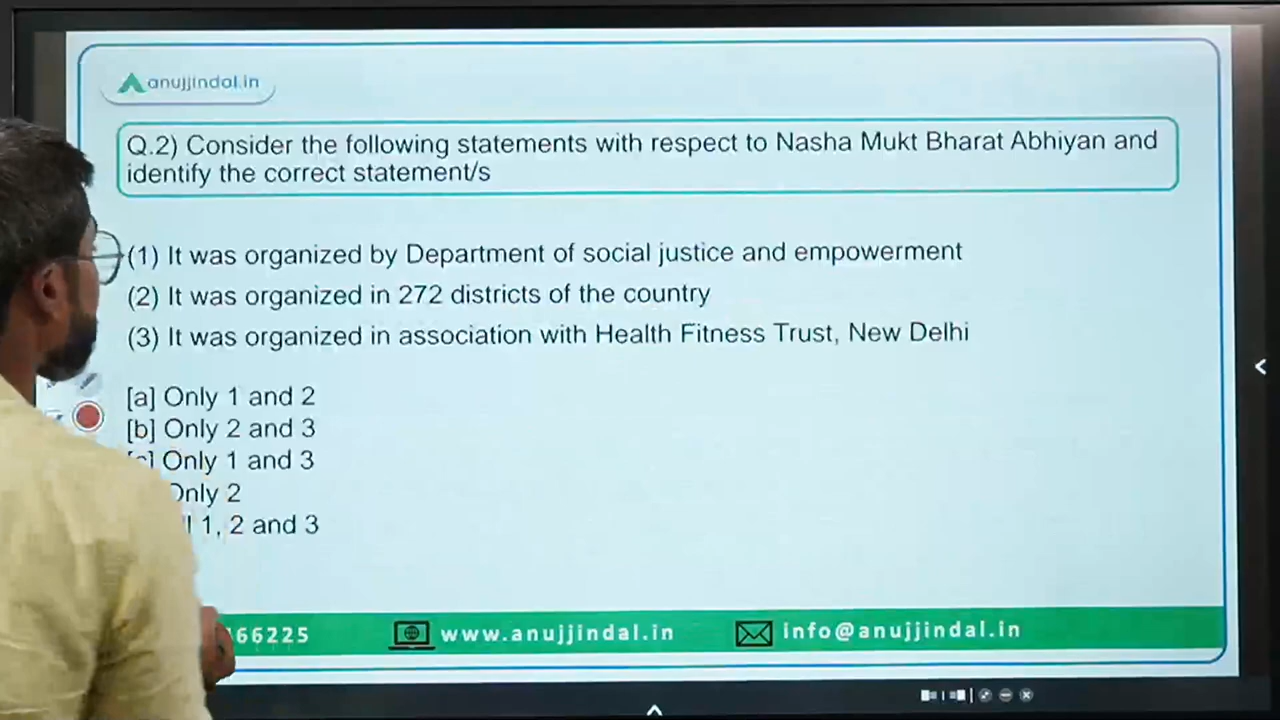 anujjindal.in
Q.2) Consider the following statements with respect to Nasha Mukt Bharat Abhiyan and
identify the correct statement/s
(1) It was organized by Department of social justice and empowerment
(2) It was organized in 272 districts of the country
(3) It was organized in association with Health Fitness Trust, New Delhi
[a] Only 1 and 2
[b] Only 2 and 3
Only 1 and 3
Only 2
1, 2 and 3
66225 www.anujjindal.in info@anujjindal.in